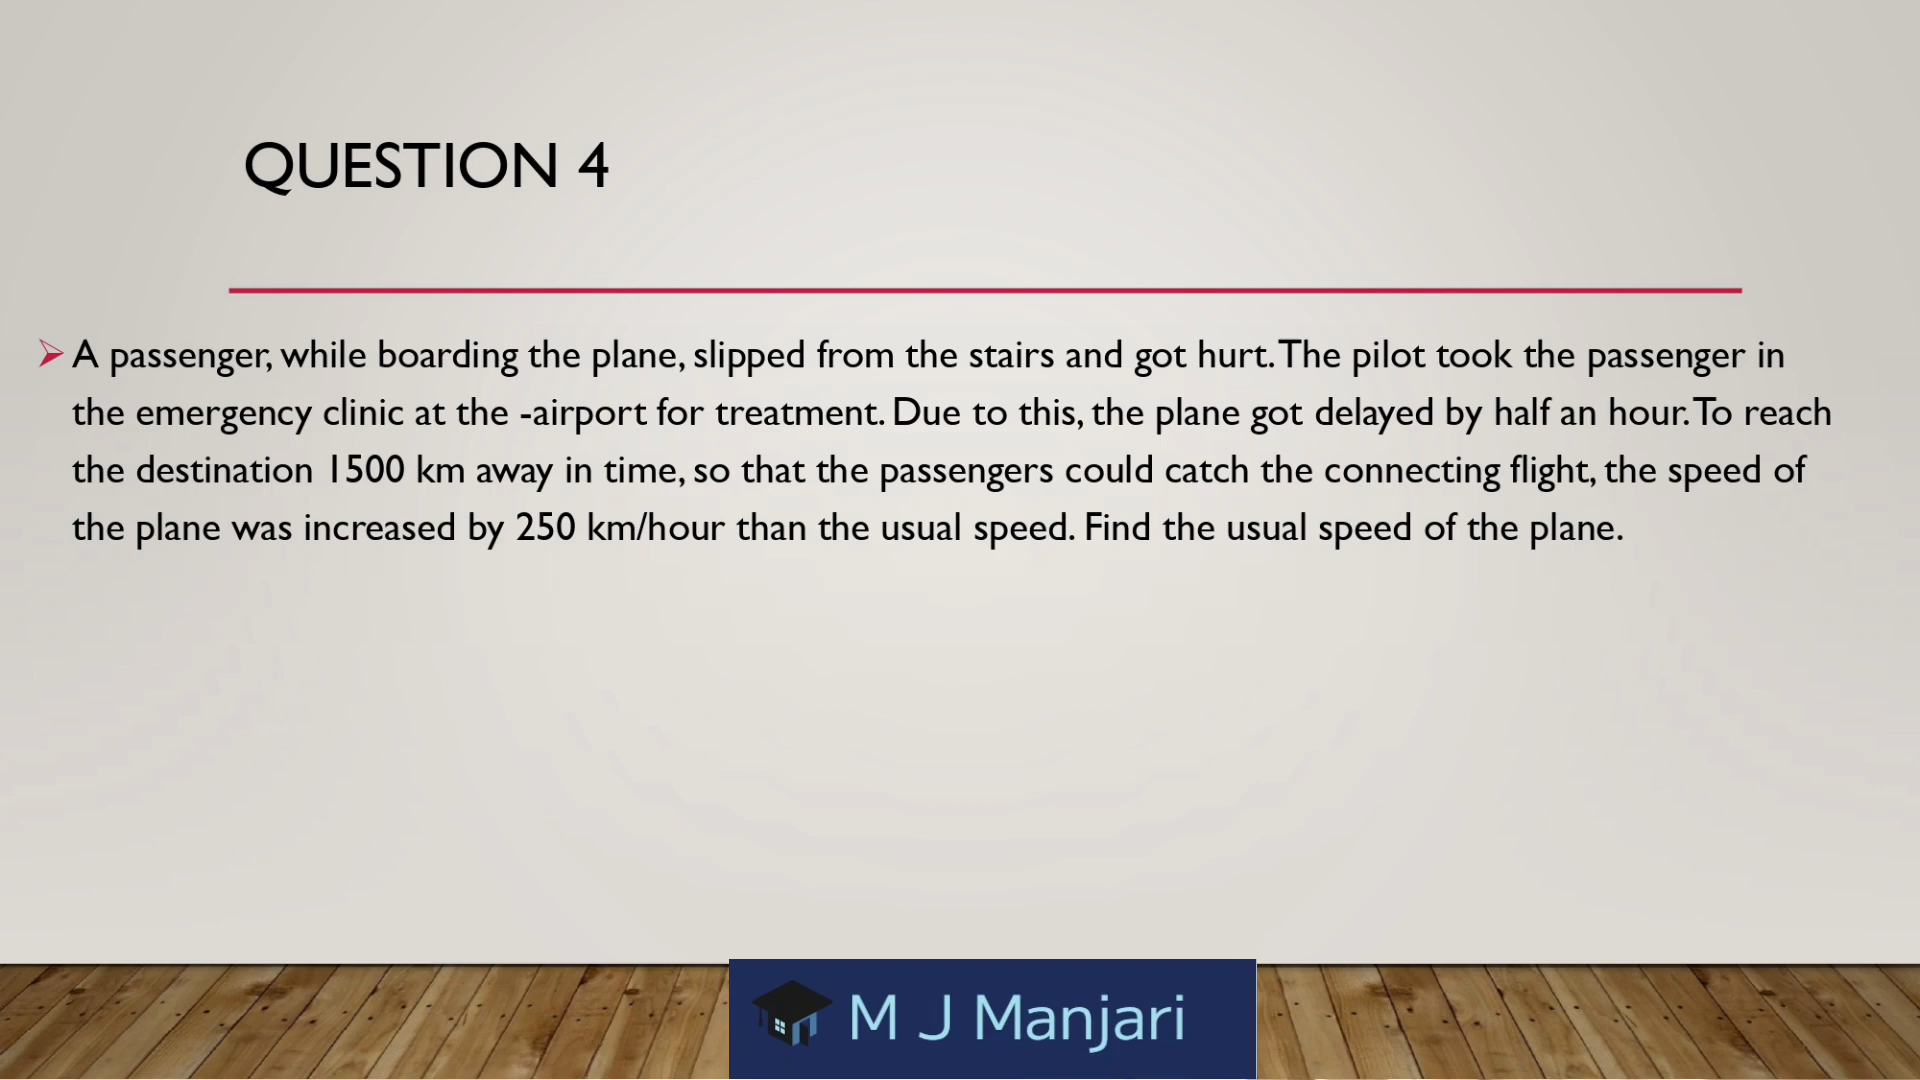 QUESTION 4
A passenger, while boarding the plane, slipped from the stairs and got hurt. The pilot took the passenger in
the emergency clinic at the -airport for treatment. Due to this, the plane got delayed by half an hour. To reach
the destination 1500 km away in time, so that the passengers could catch the connecting flight, the speed of
the plane was increased by 250 km/hour than the usual speed. Find the usual speed of the plane.
M J Manjari